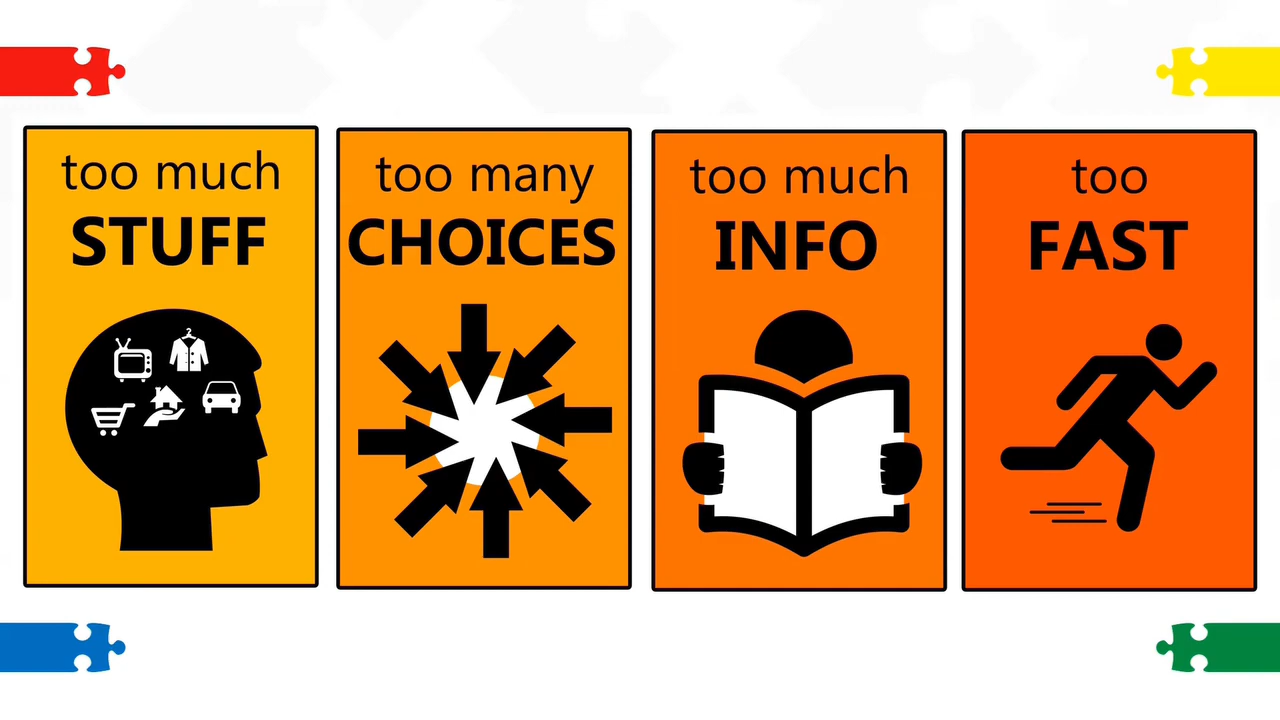 too much
STUFF
too many
CHOICES
too much
INFO
too
FAST